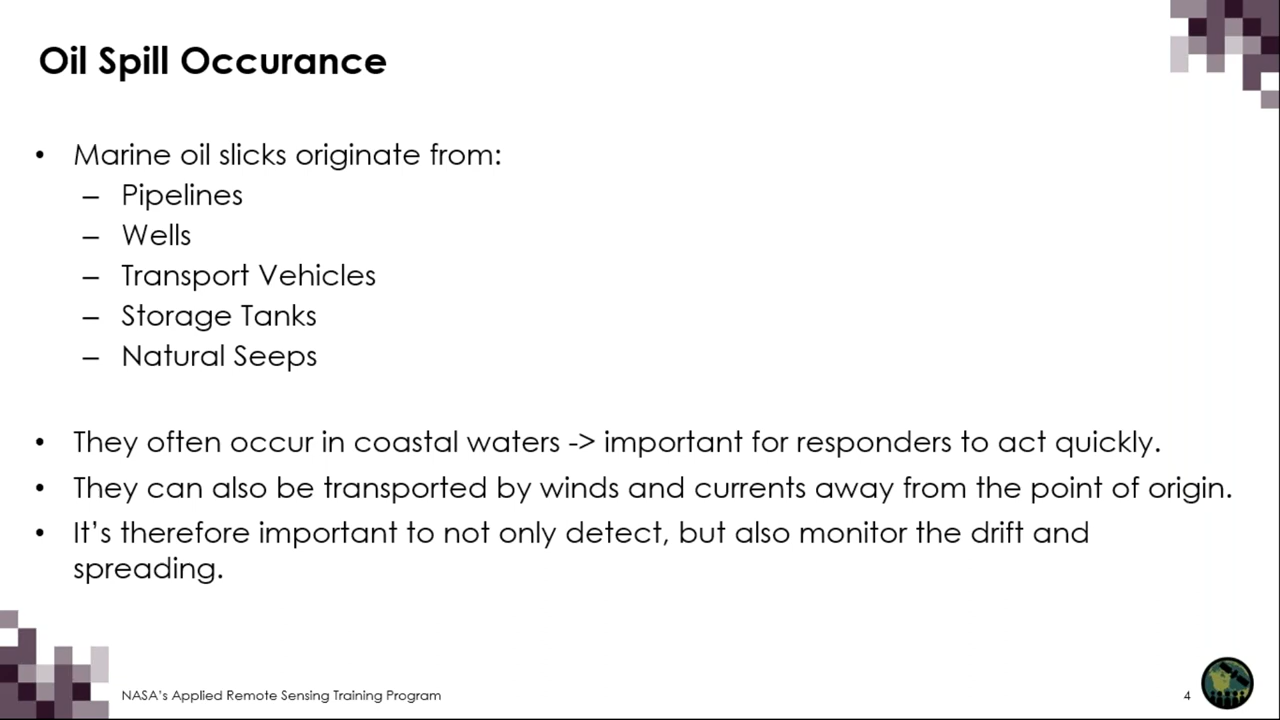 Oil Spill Occurance
• Marine oil slicks originate from:
– Pipelines
– Wells
– Transport Vehicles
– Storage Tanks
– Natural Seeps
• They often occur in coastal waters -> important for responders to act quickly.
• They can also be transported by winds and currents away from the point of origin.
• It's therefore important to not only detect, but also monitor the drift and
spreading.
NASA's Applied Remote Sensing Training Program
4